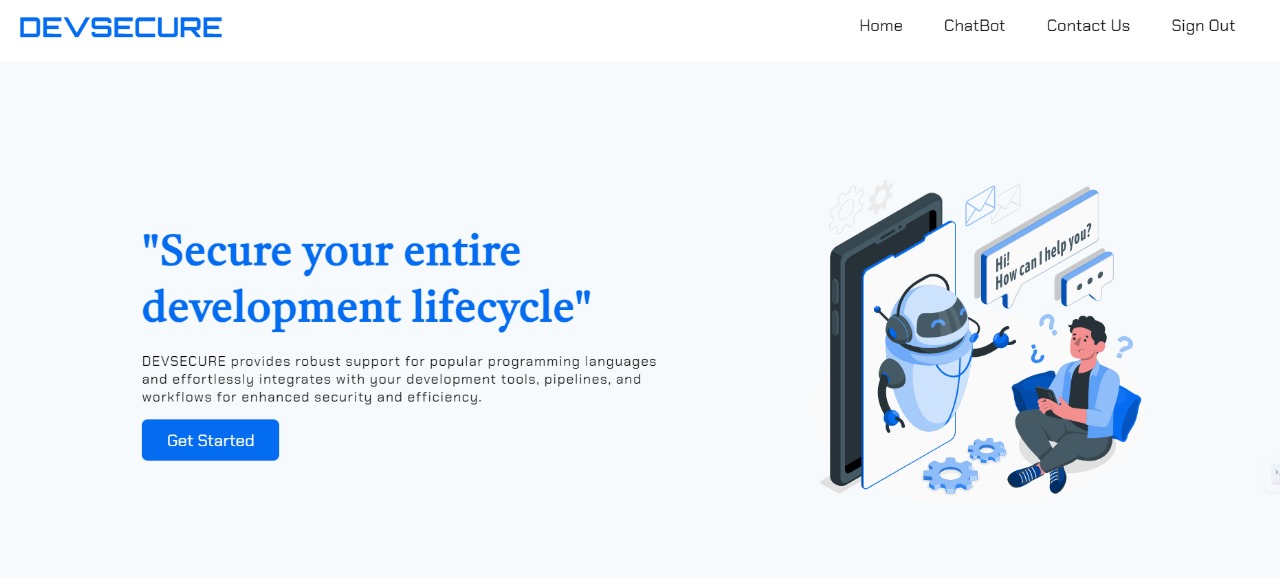 DEVSECURE
Home
ChatBot
Contact Us
Sign Out
"Secure your entire
development lifecycle"
DEVSECURE provides robust support for popular programming languages
and effortlessly integrates with your development tools, pipelines, and
workflows for enhanced security and efficiency.
Get Started
Hi!
How can I help you?